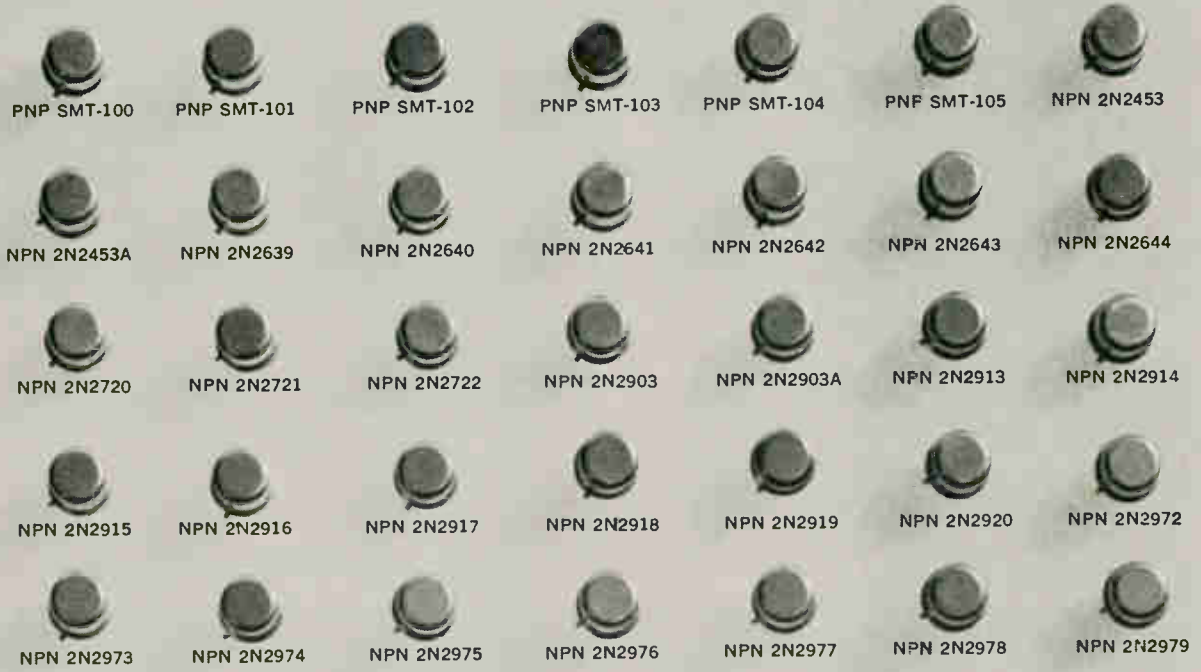 PNP SMT-100 PNP SMT-101 PNP SMT-102 PNP SMT-103 PNP SMT-104 PNP SMT-105 NPN 2N2453
NPN 2N2453A NPN 2N2639 NPN 2N2640 NPN 2N2641 NPN 2N2642 NPN 2N2643 NPN 2N2644
NPN 2N2720 NPN 2N2721 NPN 2N2722 NPN 2N2903 NPN 2N2903A NPN 2N2913 NPN 2N2914
NPN 2N2915 NPN 2N2916 NPN 2N2917 NPN 2N2918 NPN 2N2919 NPN 2N2920 NPN 2N2972
NPN 2N2973 NPN 2N2974 NPN 2N2975 NPN 2N2976 NPN 2N2977 NPN 2N2978 NPN 2N2979